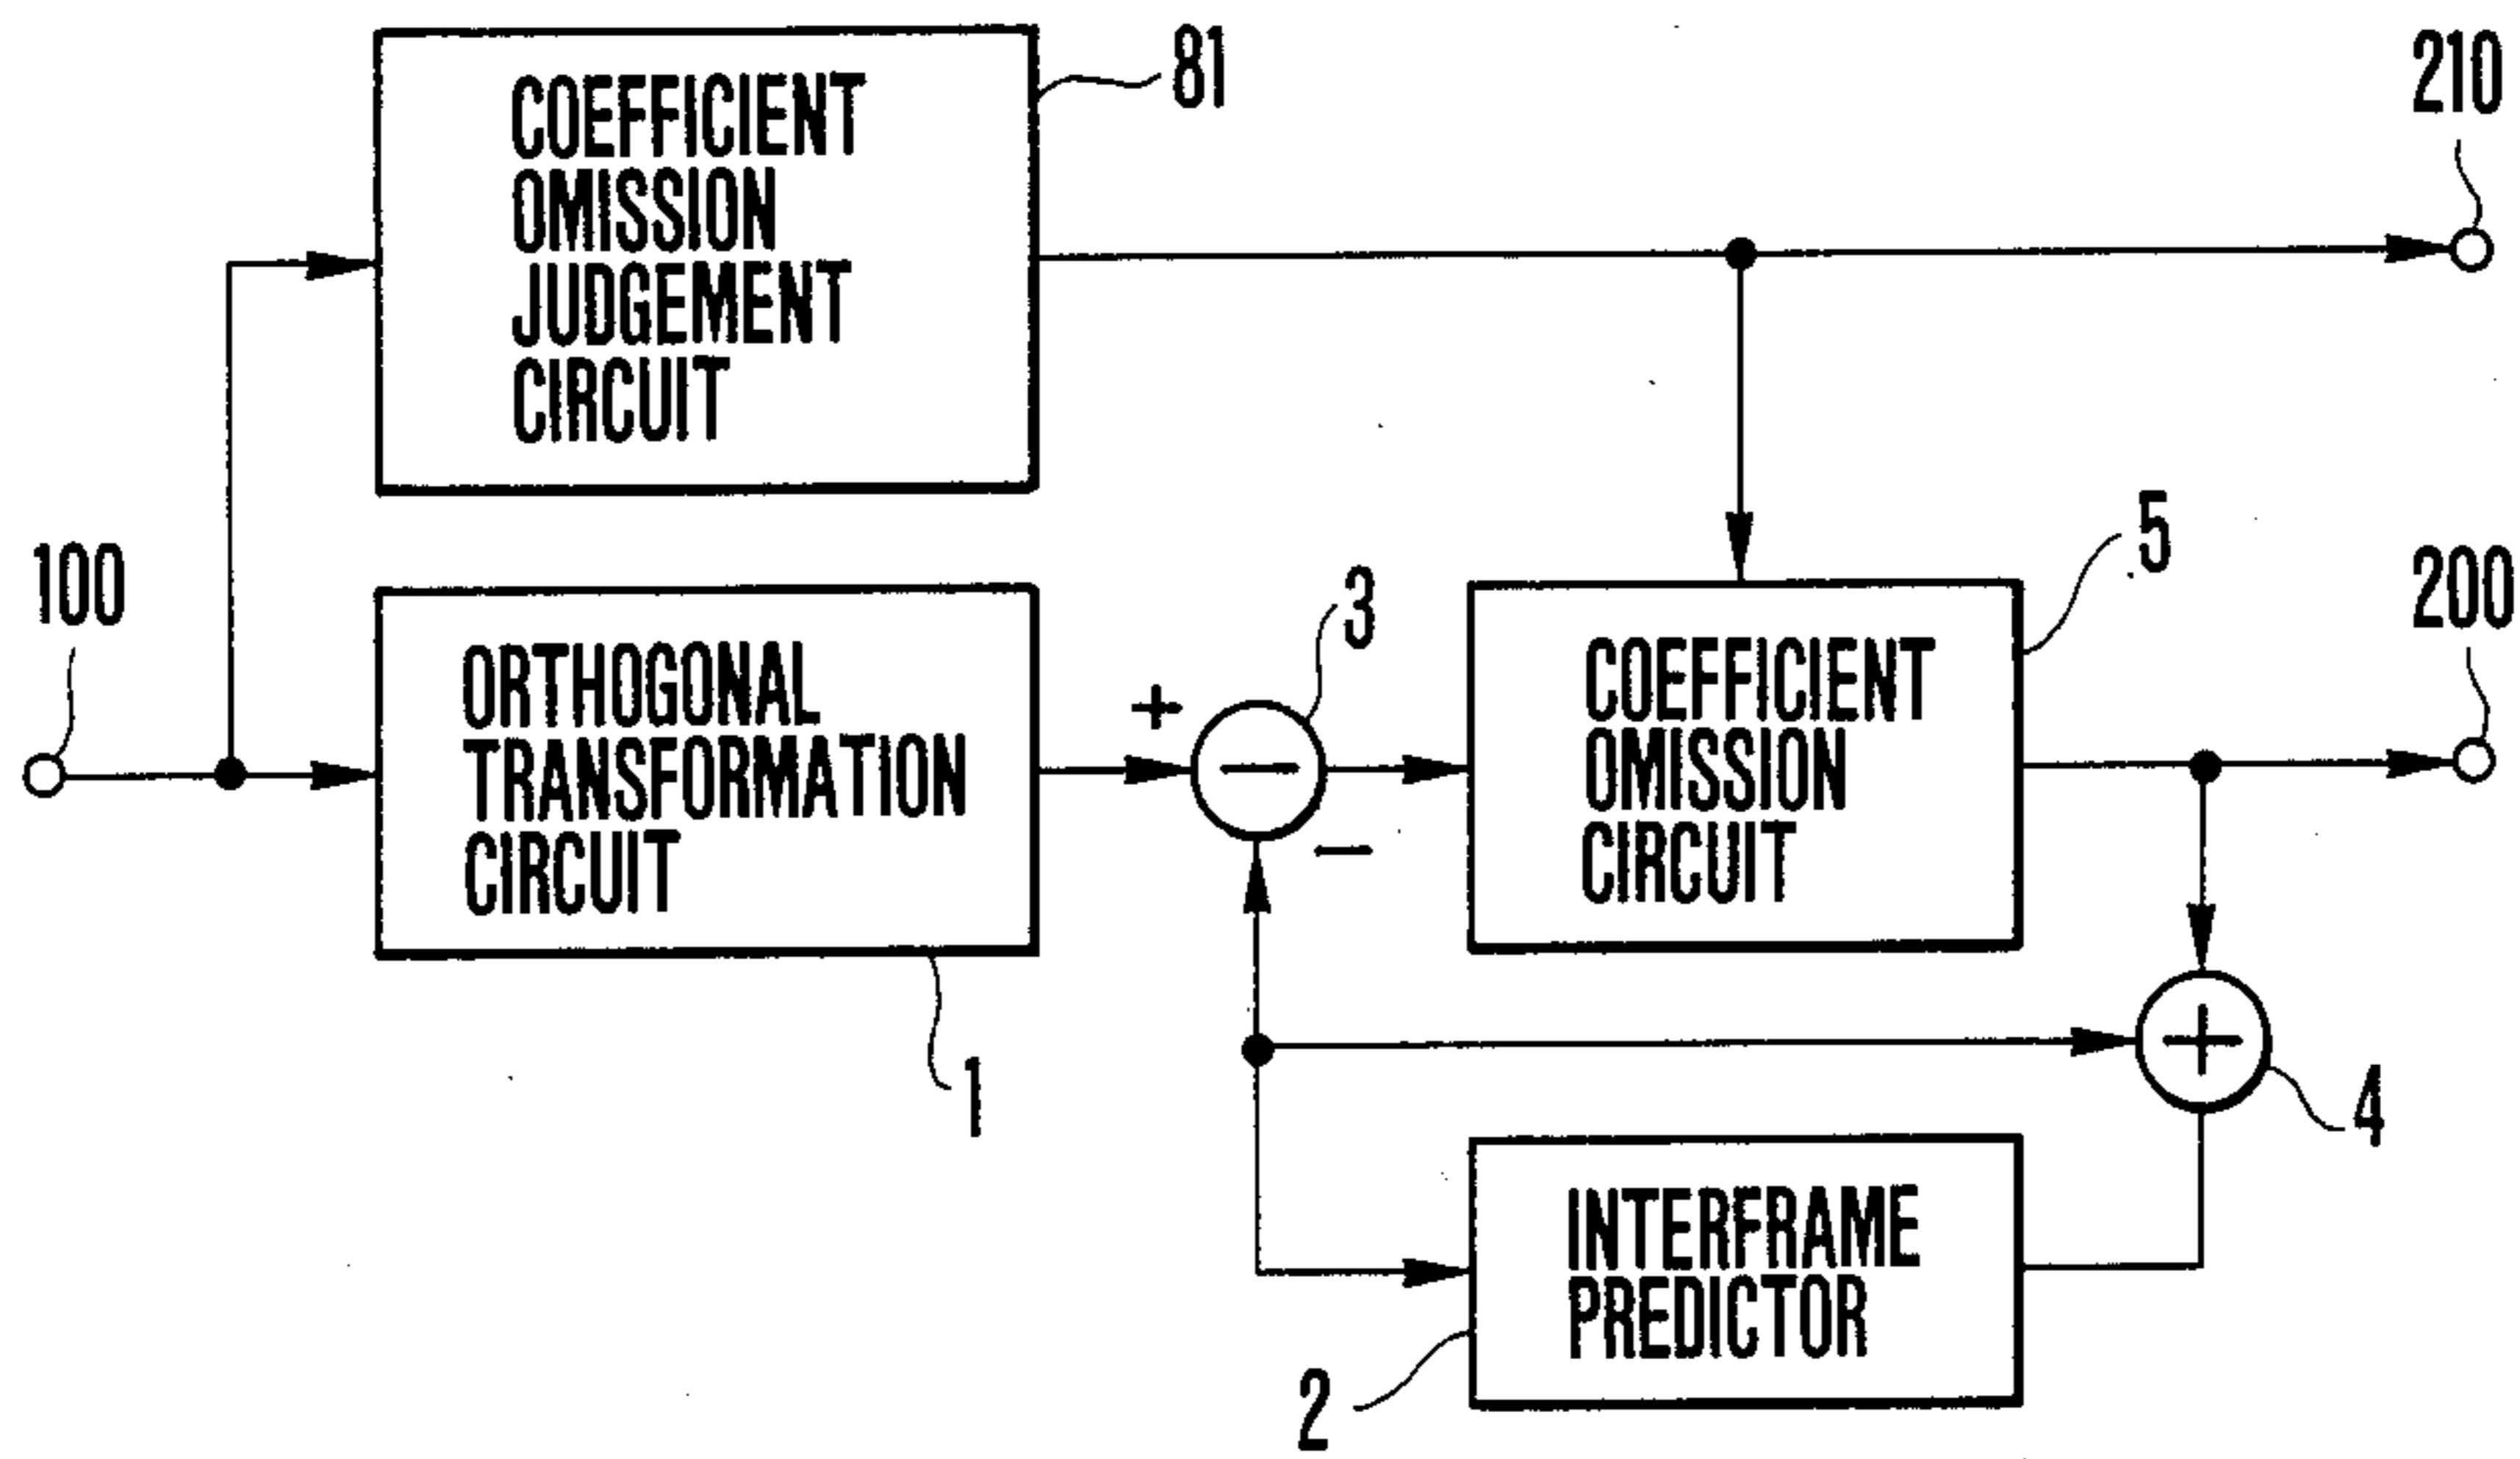 COEFFICIENT
OMISSION
JUDGEMENT
CIRCUIT
81
210
100
ORTHOGONAL
TRANSFORMATION
CIRCUIT
1
+
−
3
−
COEFFICIENT
OMISSION
CIRCUIT
5
200
+
4
INTERFRAME
PREDICTOR
2